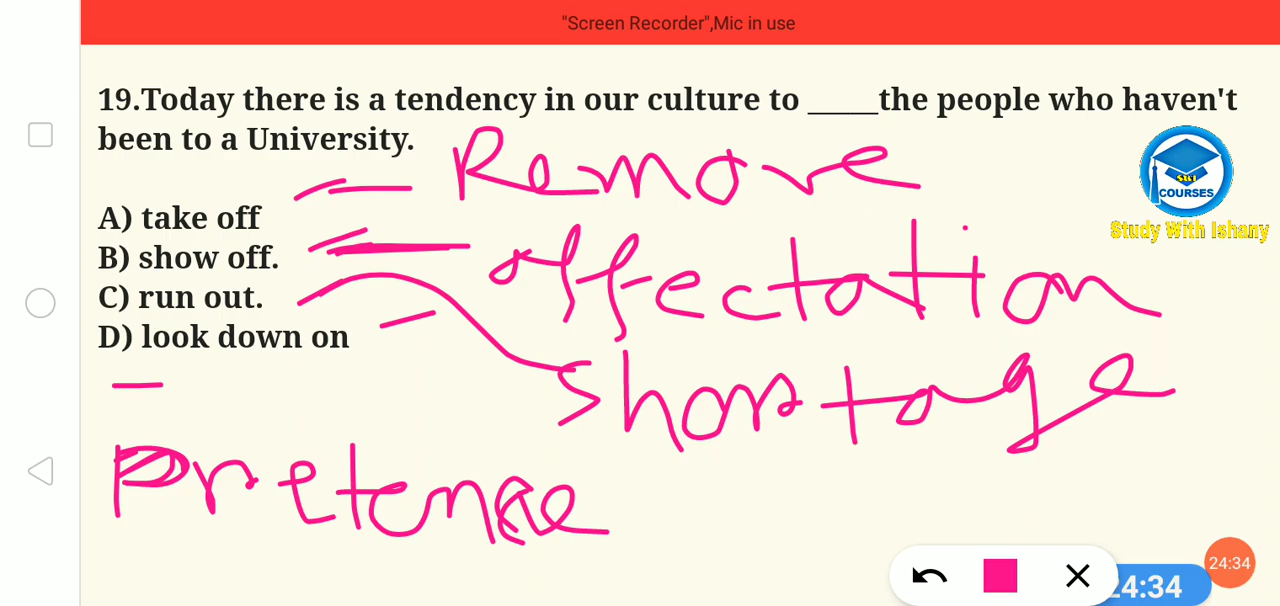 "Screen Recorder",Mic in use
19.Today there is a tendency in our culture to _____the people who haven't
been to a University.
Remove
A) take off
B) show off.
C) run out.
D) look down on
affectation
shortage
Pretense
S W I
COURSES
Study With Ishany
24:34
24:34